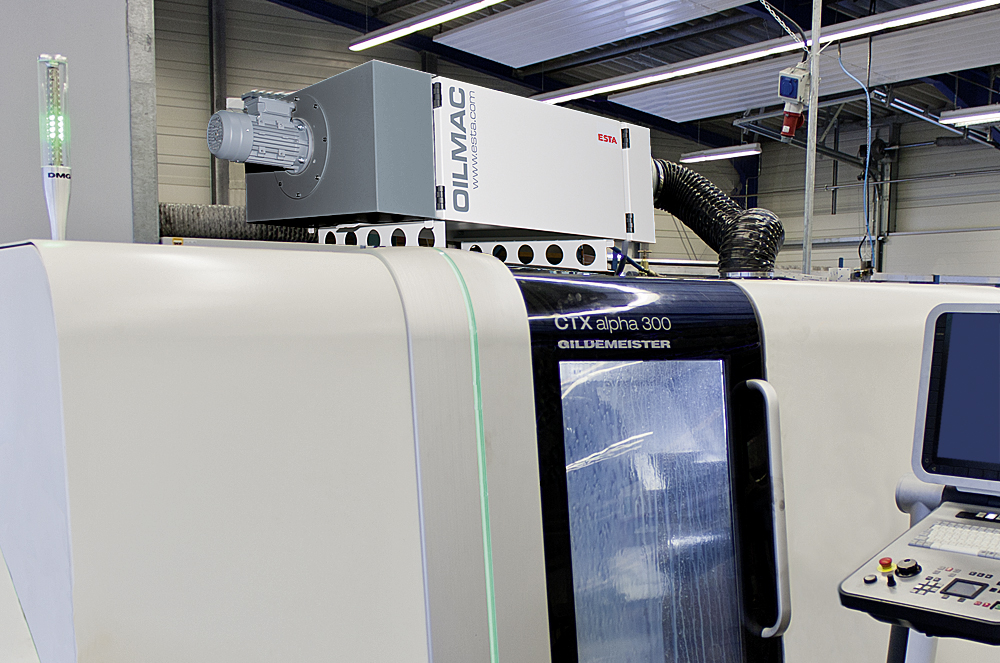 DMG
OILMAC
www.esta.com
ESTA
CTX alpha 300
GILDEMEISTER